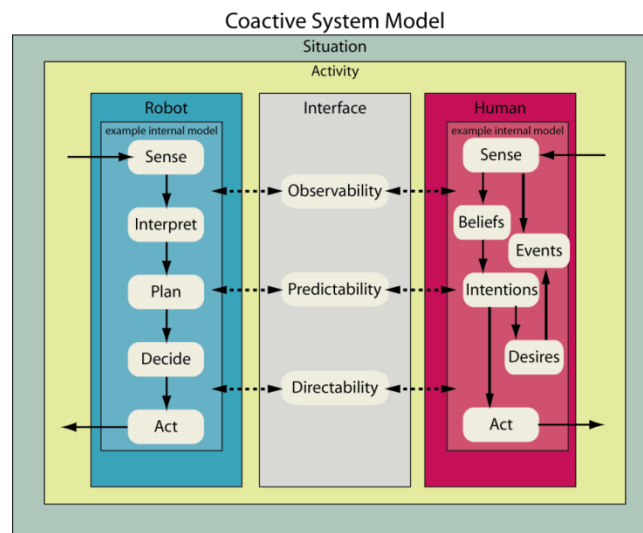 Coactive System Model
Situation
Activity
Robot
Interface
Human
example internal model
example internal model
Sense
Sense
Observability
Beliefs
Interpret
Events
Plan
Predictability
Intentions
Decide
Desires
Directability
Act
Act